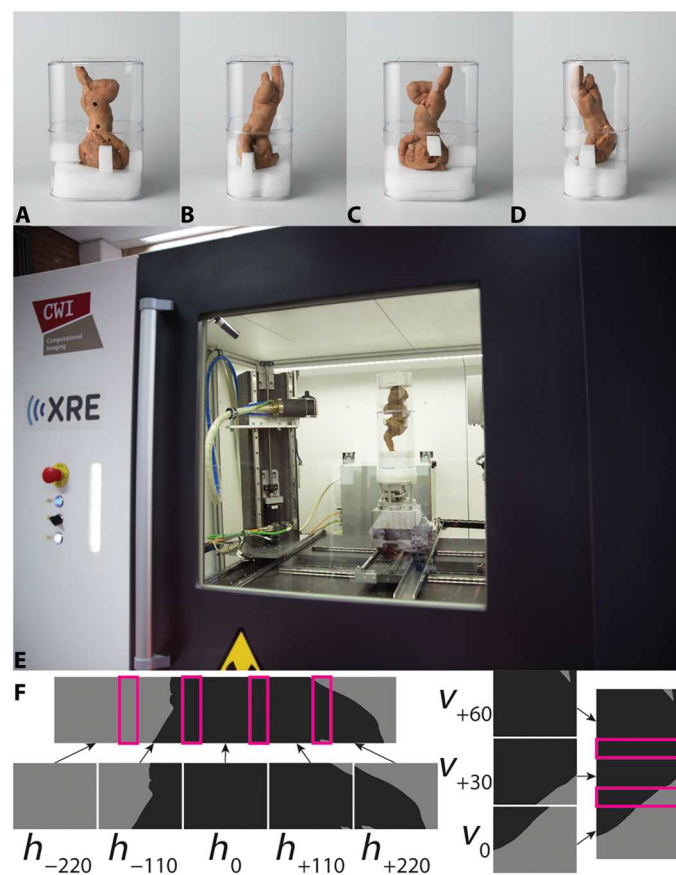 A
B
C
D
CWI
Computational
Imaging
XRE
E
F
h−220
h−110
h0
h+110
h+220
v+60
v+30
v0